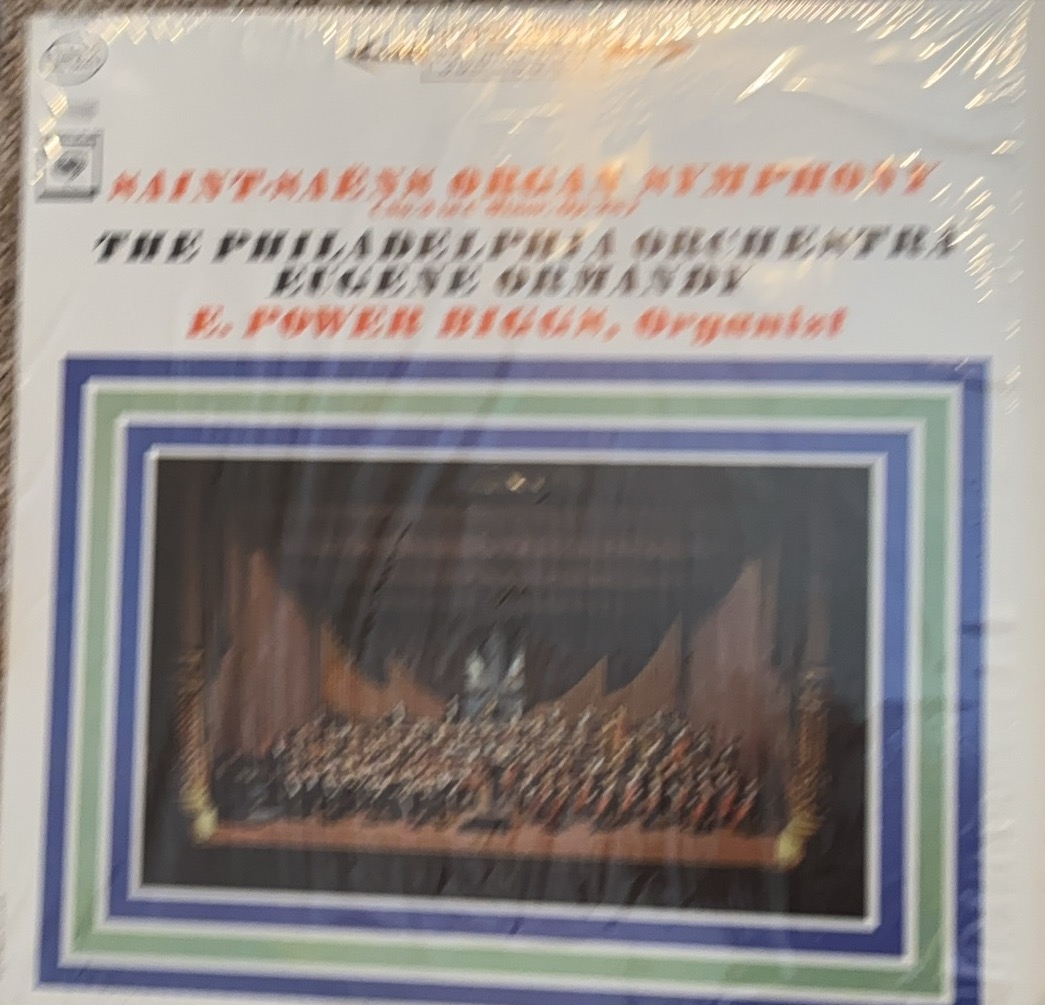 SAINT-SAËNS ORGAN SYMPHONY
THE PHILADELPHIA ORCHESTRA
EUGENE ORMANDY
E. POWER BIGGS, Organist